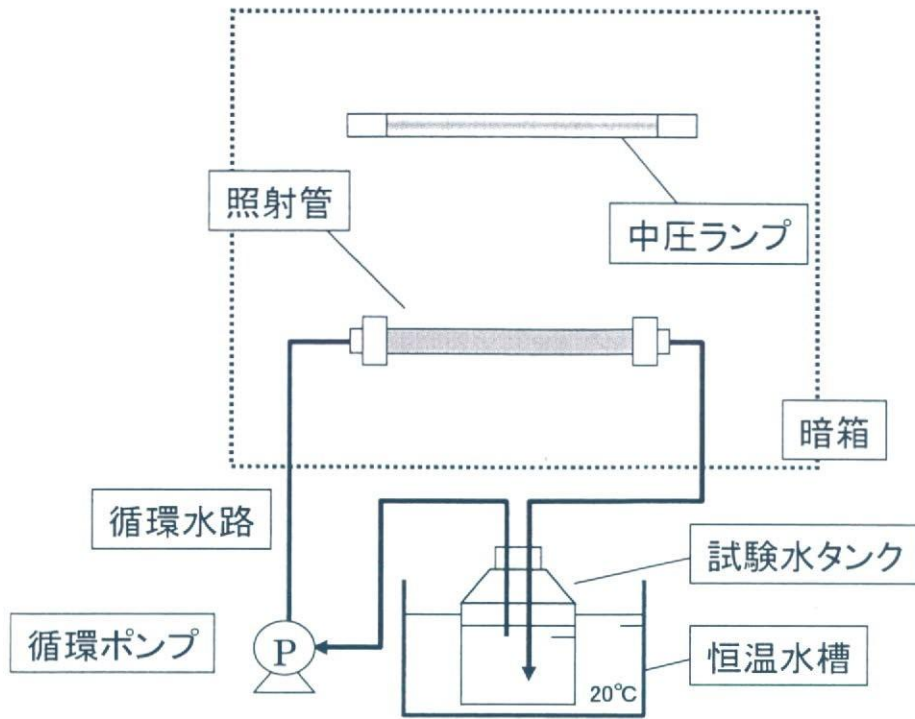 照射管
中圧ランプ
暗箱
循環水路
試験水タンク
循環ポンプ
P
恒温水槽
20℃